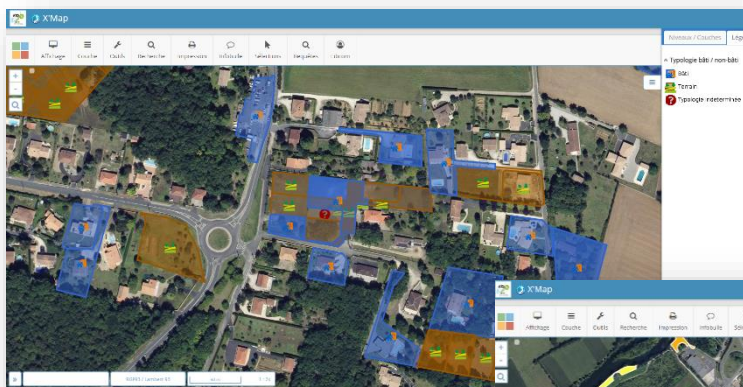 X'Map
Affichage Couche Outils Recherche Impression Infobulle Sélections Requêtes
Niveaux / Couches
Typologie bâti / non-bâti
Bâti
Terrain
Typologie indéterminée
?
X'Map
Affichage Couche Outils Recherche Impression Infobulle